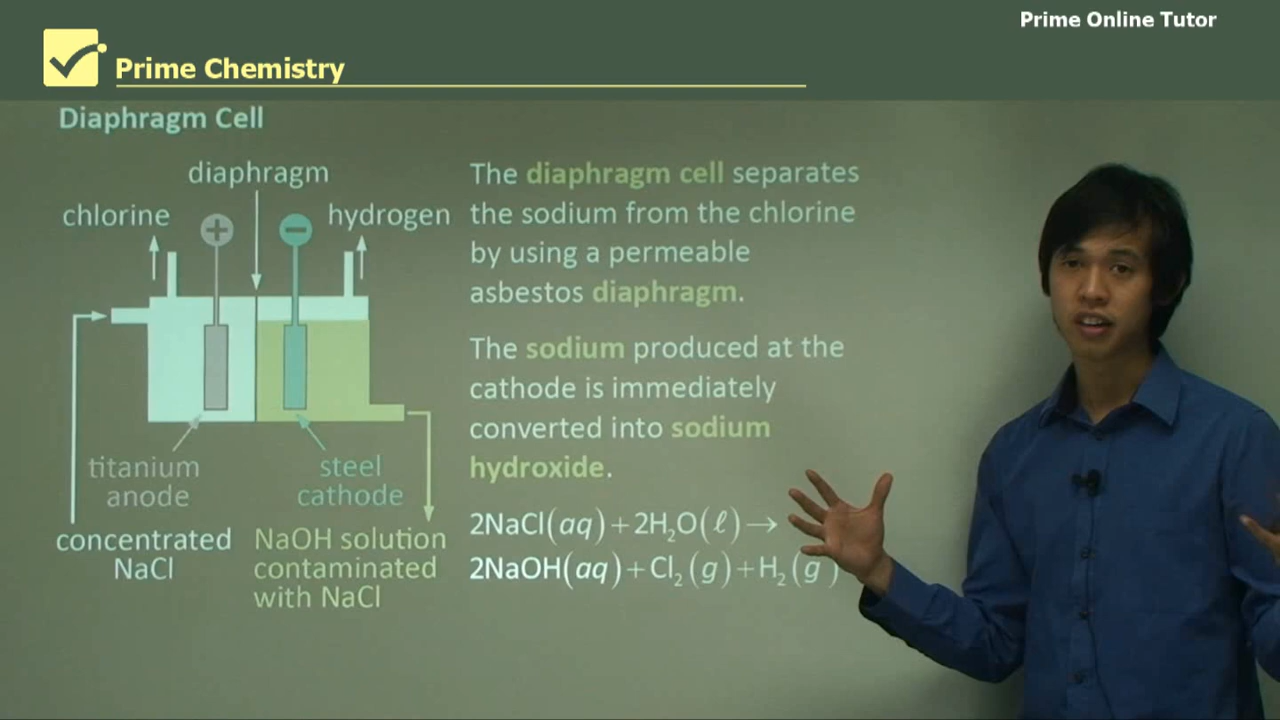 Prime Online Tutor
Prime Chemistry
Diaphragm Cell
diaphragm
chlorine
+
−
hydrogen
titanium
anode
steel
cathode
concentrated
NaCl
NaOH solution
contaminated
with NaCl
The diaphragm cell separates
the sodium from the chlorine
by using a permeable
asbestos diaphragm.
The sodium produced at the
cathode is immediately
converted into sodium
hydroxide.
2NaCl(aq)+2H₂O(ℓ)→
2NaOH(aq)+Cl₂(g)+H₂(g)